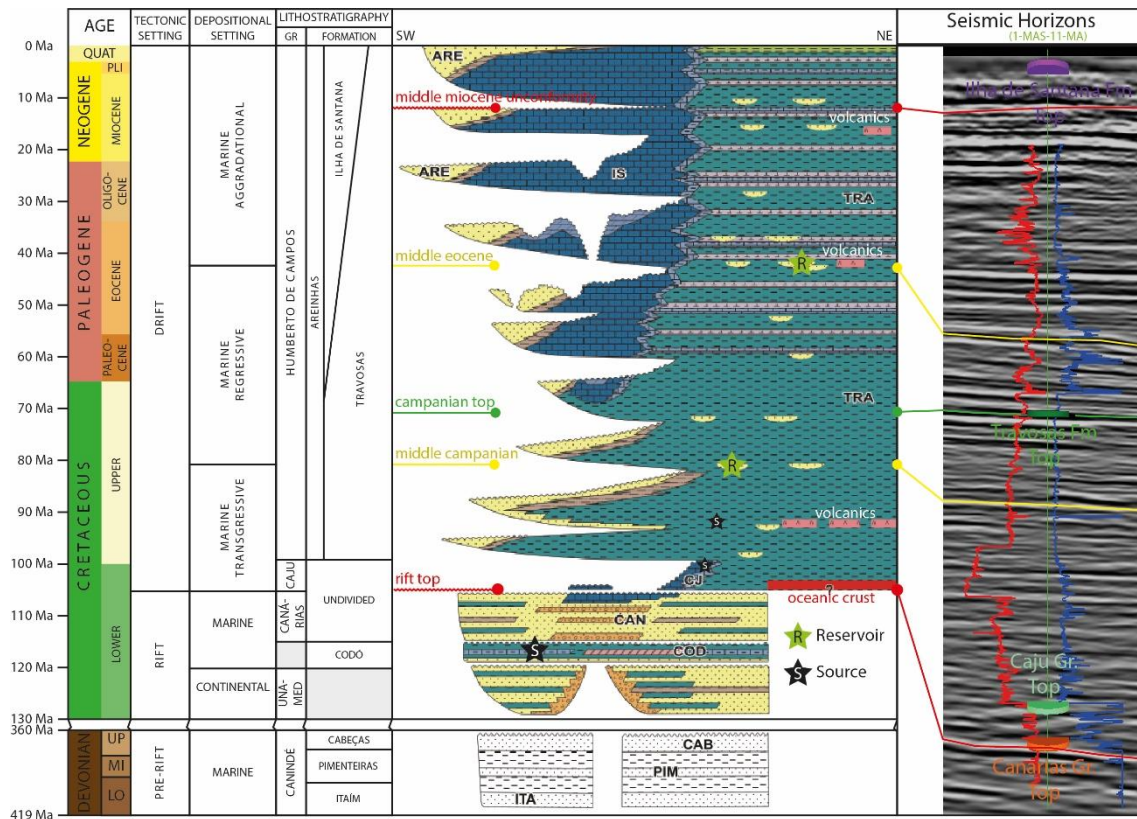 AGE
TECTONIC
SETTING
DEPOSITIONAL
SETTING
LITHOSTRATIGRAPHY
GR
FORMATION
SW
NE
Seismic Horizons
(1-MAS-11-MA)
0 Ma
10 Ma
20 Ma
30 Ma
40 Ma
50 Ma
60 Ma
70 Ma
80 Ma
90 Ma
100 Ma
110 Ma
120 Ma
130 Ma
360 Ma
419 Ma
QUAT
NEOGENE
PLI
MIOCENE
PALEOGENE
OLIGO-
CENE
EOCENE
PALEO-
CENE
CRETACEOUS
UPPER
LOWER
DEVONIAN
UP
MI
LO
DRIFT
RIFT
PRE-RIFT
MARINE
AGGRADATIONAL
MARINE
REGRESSIVE
MARINE
TRANSGRESSIVE
MARINE
CONTINENTAL
MARINE
HUMBERTO DE CAMPOS
CAJU
CANÁ-
RIAS
UNA-
MED
CANINDÉ
AREINHAS
ILHA DE SANTANA
TRAVOSAS
UNDIVIDED
CODÓ
CABEÇAS
PIMENTEIRAS
ITAÍM
ARE
middle miocene unconformity
volcanics
ARE
IS
TRA
volcanics
middle eocene
R
TRA
campanian top
middle campanian
R
S
volcanics
S
CJ
rift top
?
oceanic crust
CAN
S
COD
R Reservoir
S Source
CAB
PIM
ITA
Ilha de Santana Fm
Top
Travosas Fm
Top
Caju Gr.
Top
Canarias Gr.
Top